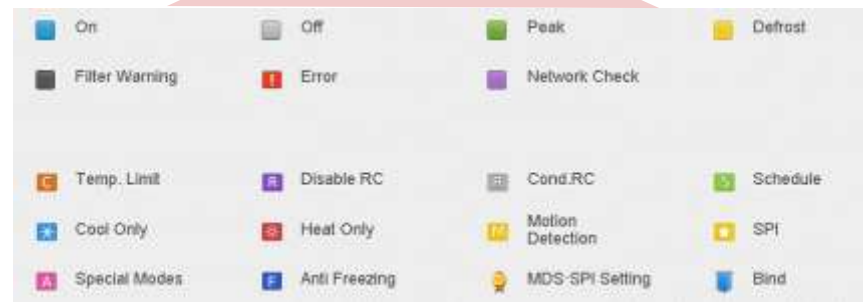 On Off Peak Defrost
Filter Warning ! Error Network Check
C Temp. Limit R Disable RC Cond.RC Schedule
Cool Only Heat Only M Motion Detection SPI
A Special Modes F Anti Freezing MDS-SPI Setting Bind